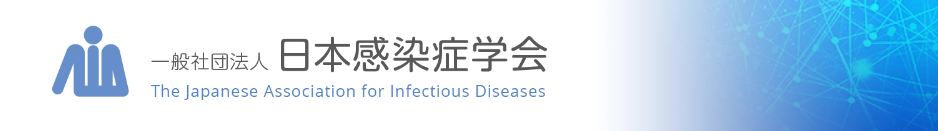 一般社団法人 日本感染症学会
The Japanese Association for Infectious Diseases